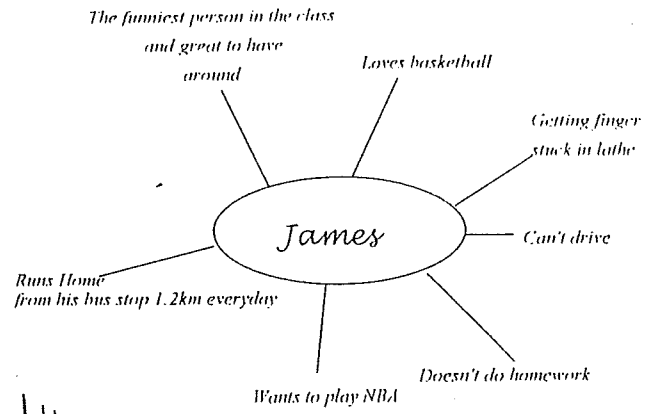 The funniest person in the class
and great to have
around
Loves basketball
Getting finger
stuck in lathe
James
Can't drive
Runs Home
from his bus stop 1.2km everyday
Doesn't do homework
Wants to play NBA